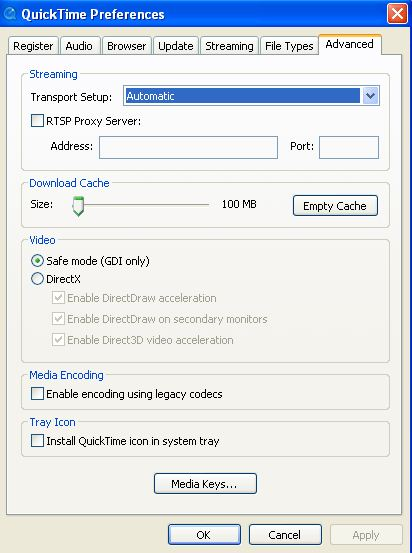 QuickTime Preferences
Register Audio Browser Update Streaming File Types Advanced
Streaming
Transport Setup: Automatic
RTSP Proxy Server:
Address: Port:
Download Cache
Size: 100 MB Empty Cache
Video
Safe mode (GDI only)
DirectX
Enable DirectDraw acceleration
Enable DirectDraw on secondary monitors
Enable Direct3D video acceleration
Media Encoding
Enable encoding using legacy codecs
Tray Icon
Install QuickTime icon in system tray
Media Keys...
OK Cancel Apply